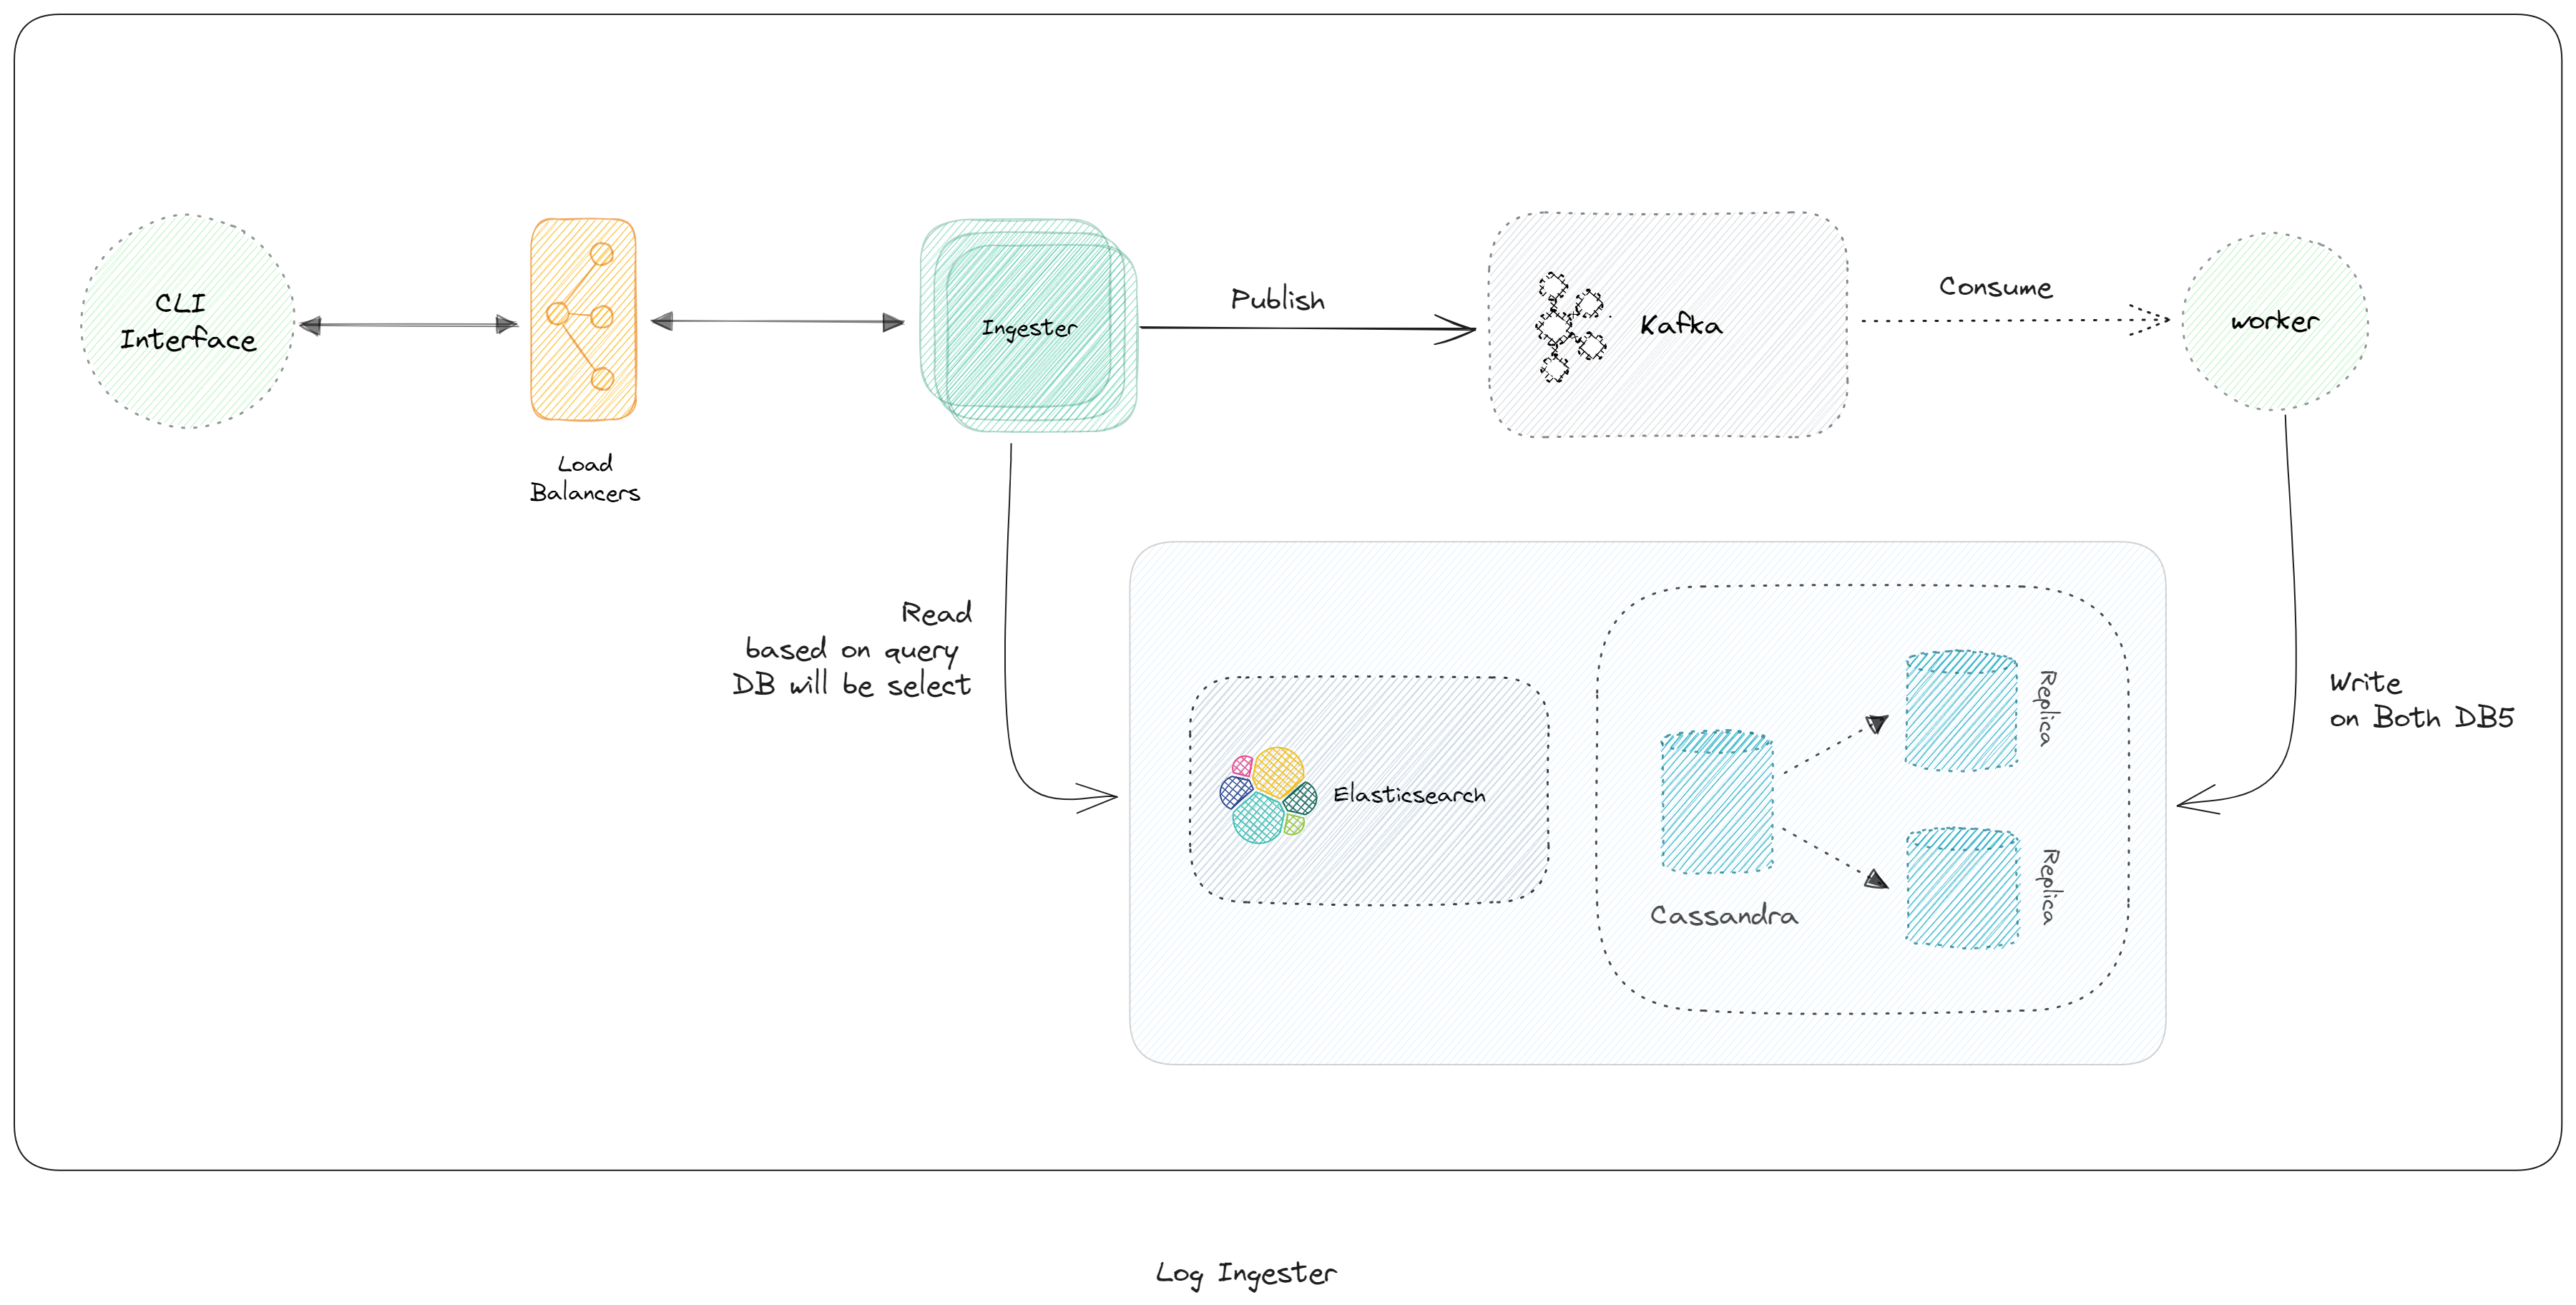 CLI
Interface
Load
Balancers
Ingester
Publish
Kafka
Consume
worker
Read
based on query
DB will be select
Write
on Both DB5
Elasticsearch
Cassandra
Replica
Replica
Log Ingester